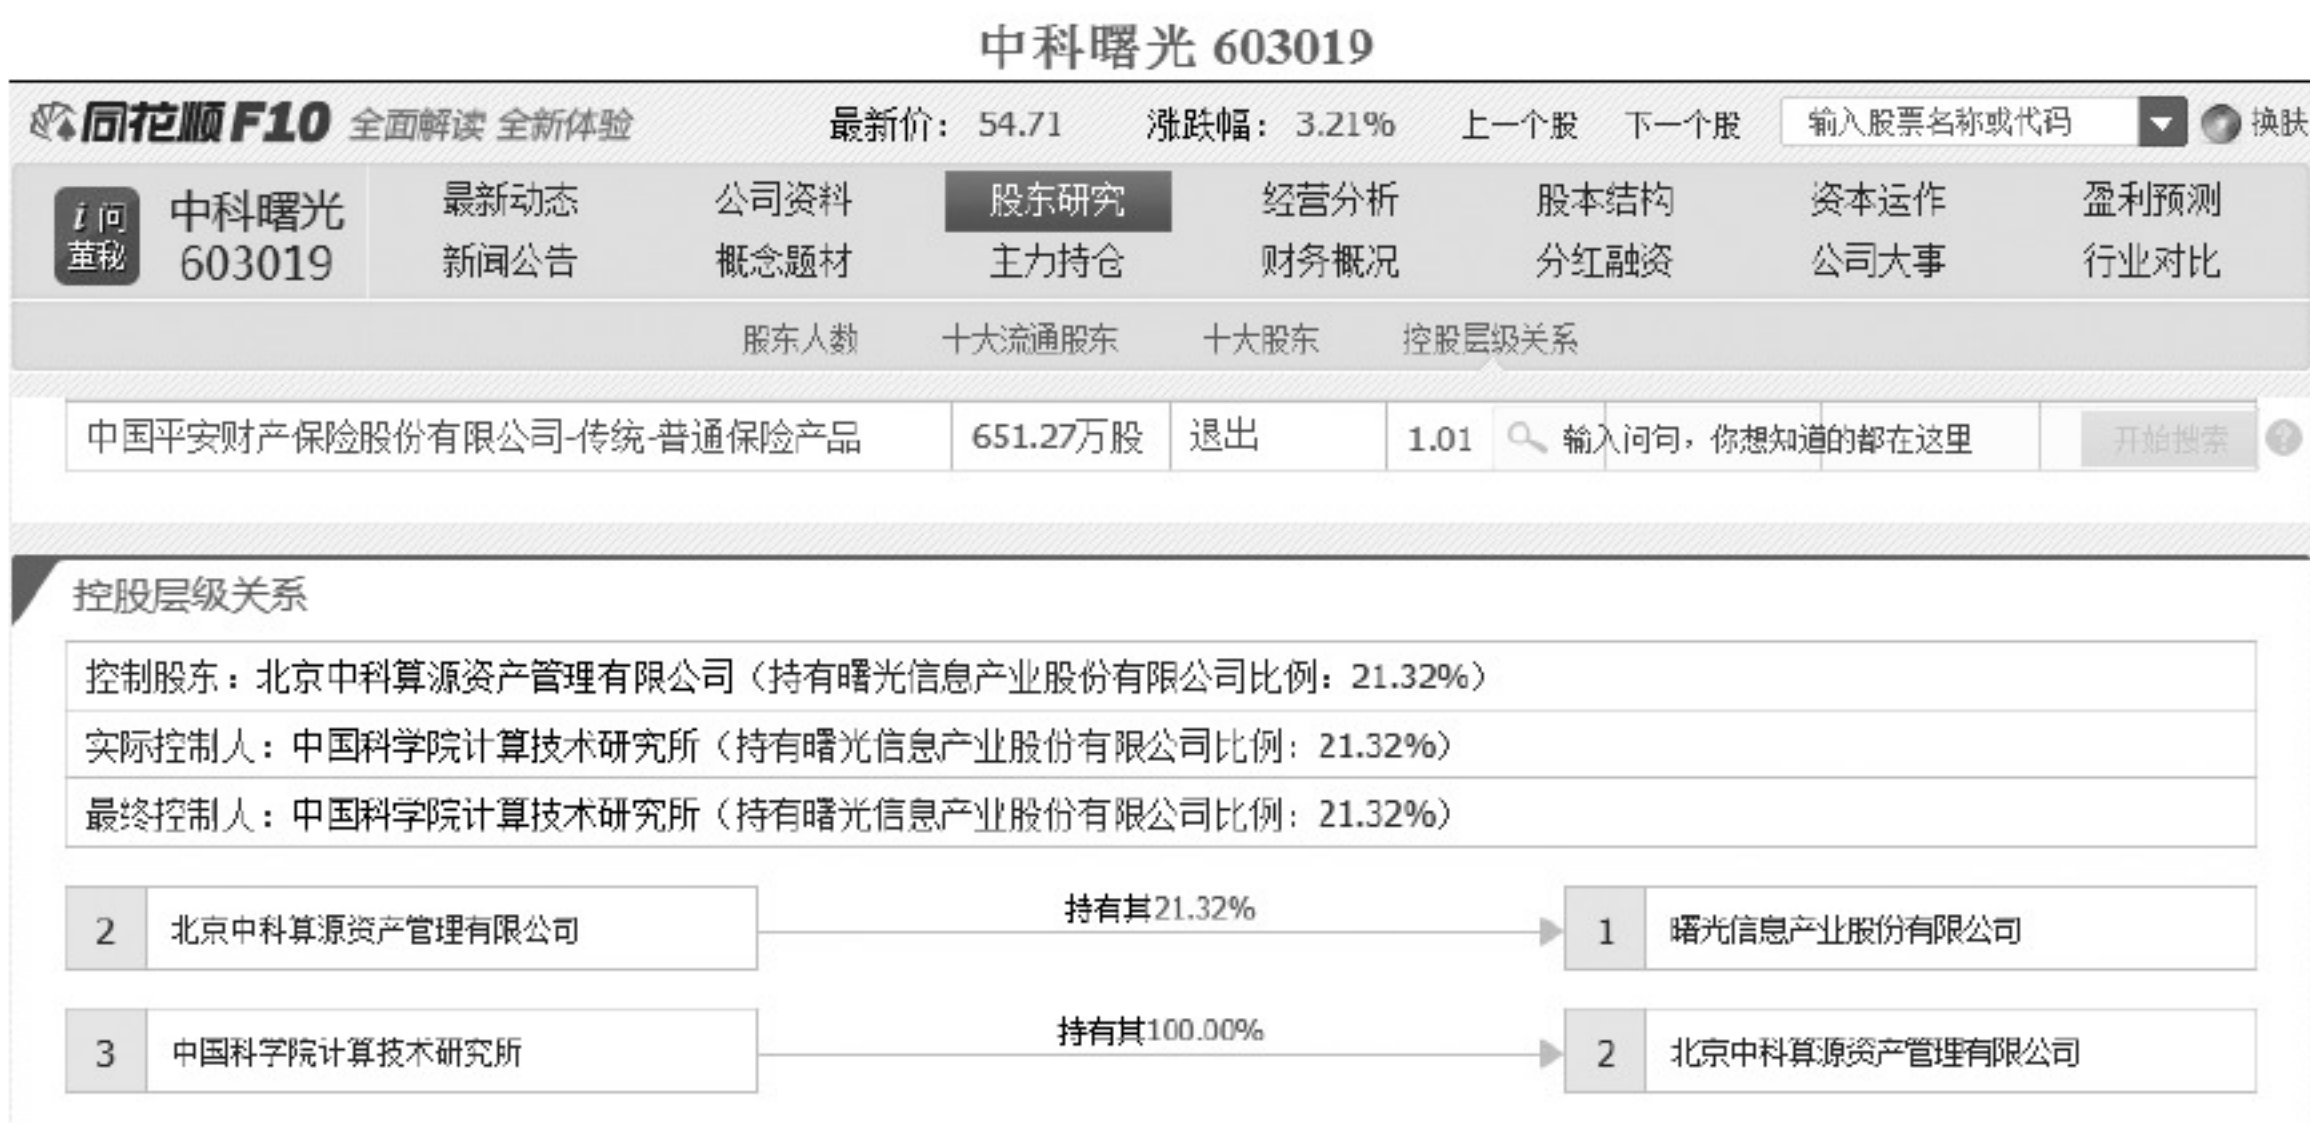 中科曙光 603019
同花顺F10 全面解读 全新体验 最新价: 54.71 涨跌幅: 3.21% 上一个股 下一个股 输入股票名称或代码 换肤
i问董秘 中科曙光 603019
最新动态 公司资料 股东研究 经营分析 股本结构 资本运作 盈利预测
新闻公告 概念题材 主力持仓 财务概况 分红融资 公司大事 行业对比
股东人数 十大流通股东 十大股东 控股层级关系
中国平安财产保险股份有限公司-传统-普通保险产品 651.27万股 退出 1.01 输入问句，你想知道的都在这里 开始搜索 ?
控股层级关系
控制股东：北京中科算源资产管理有限公司（持有曙光信息产业股份有限公司比例：21.32%）
实际控制人：中国科学院计算技术研究所（持有曙光信息产业股份有限公司比例：21.32%）
最终控制人：中国科学院计算技术研究所（持有曙光信息产业股份有限公司比例：21.32%）
2 北京中科算源资产管理有限公司 持有其21.32% 1 曙光信息产业股份有限公司
3 中国科学院计算技术研究所 持有其100.00% 2 北京中科算源资产管理有限公司